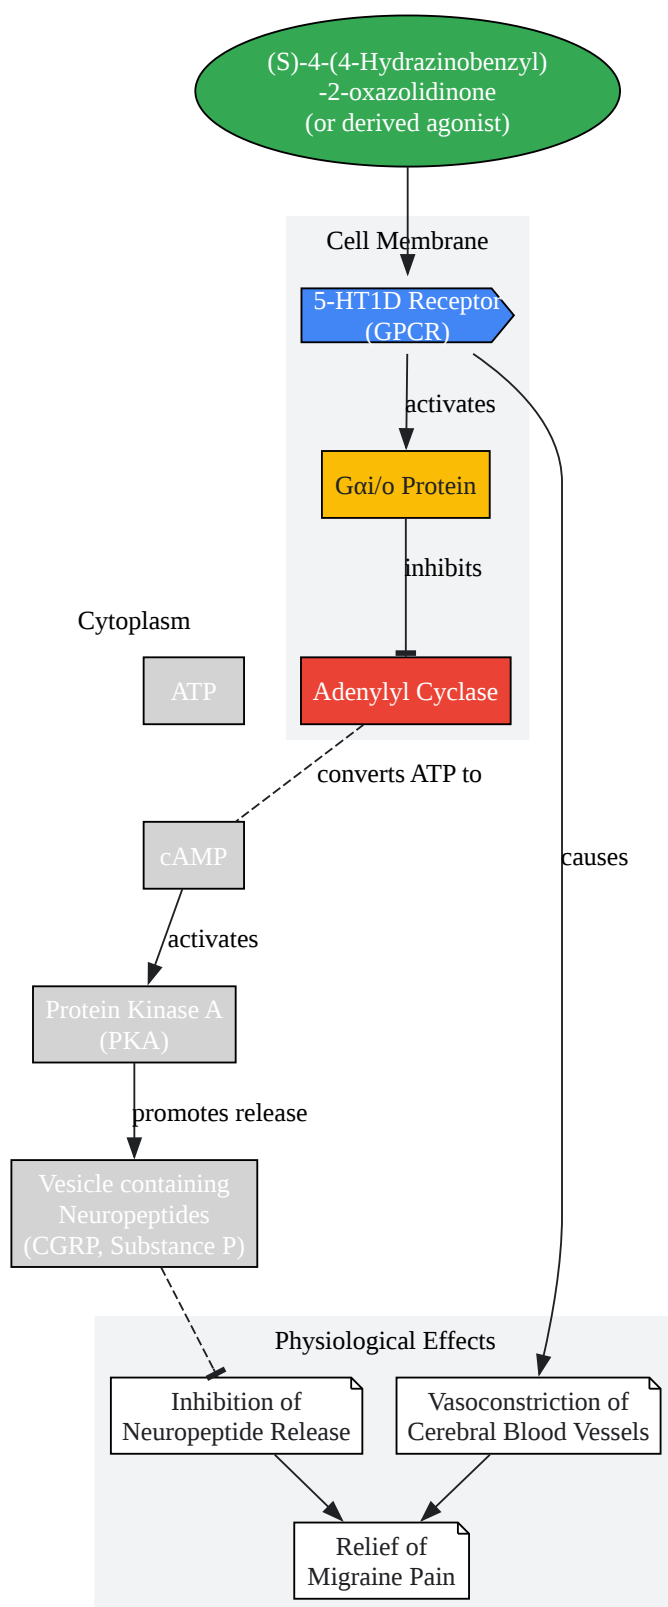 (S)-4-(4-Hydrazinobenzyl)
-2-oxazolidinone
(or derived agonist)
Cell Membrane
5-HT1D Receptor
(GPCR)
activates
Gαi/o Protein
inhibits
Cytoplasm
ATP
Adenylyl Cyclase
converts ATP to
cAMP
causes
activates
Protein Kinase A
(PKA)
promotes release
Vesicle containing
Neuropeptides
(CGRP, Substance P)
Physiological Effects
Inhibition of
Neuropeptide Release
Vasoconstriction of
Cerebral Blood Vessels
Relief of
Migraine Pain